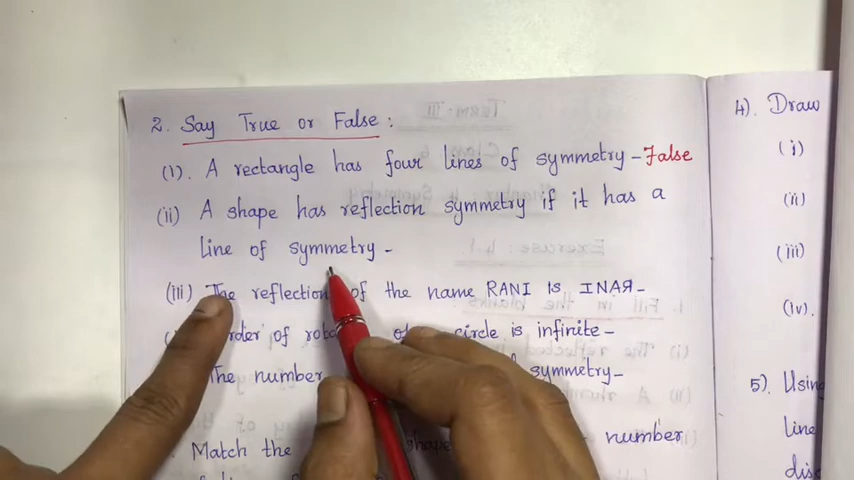 2. Say True or False :
(i). A rectangle has four lines of symmetry - False
(ii) A shape has reflection symmetry if it has a
line of symmetry -
(iii) The reflection of the name RANI is INAЯ -
order of circle is infinite -
The number of symmetry -
Match the shape number
4). Draw
(i)
(ii)
(iii)
(iv).
5). Using
line